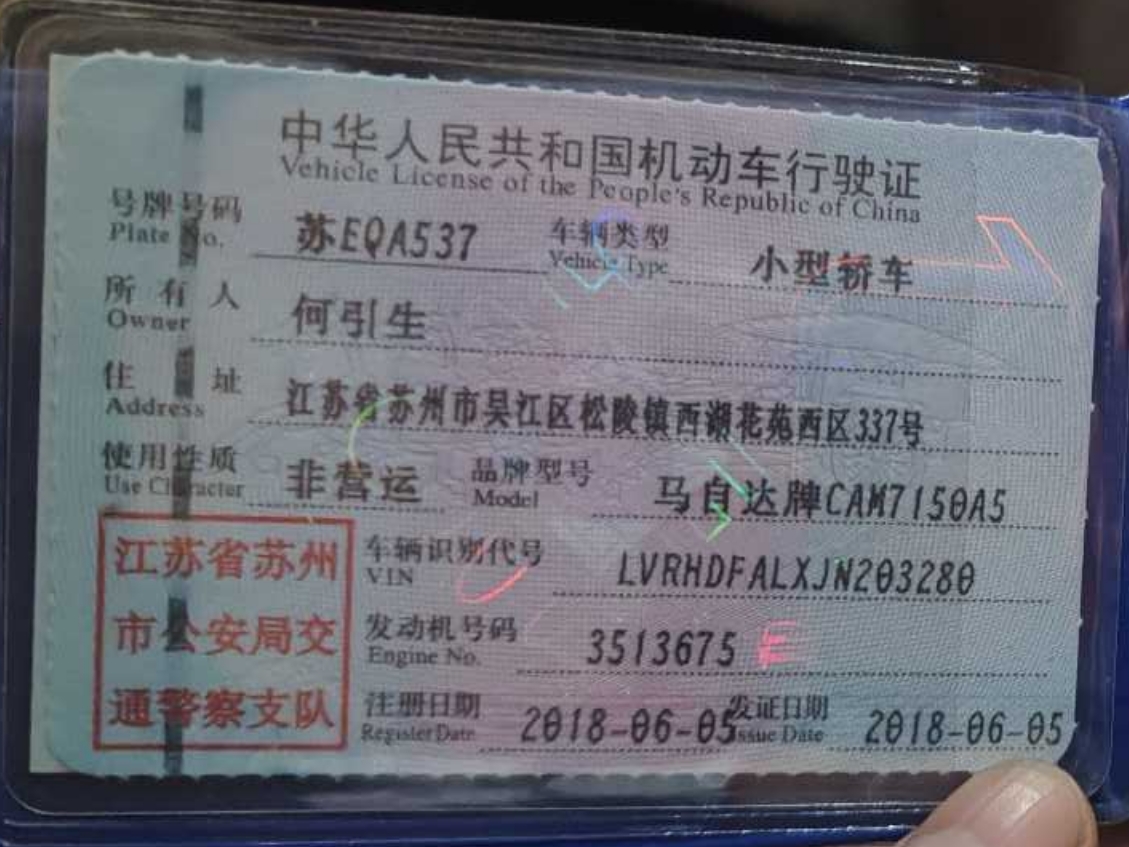 中华人民共和国机动车行驶证
Vehicle License of the People's Republic of China
号牌号码 苏EQA537 车辆类型 小型轿车
Plate No. Vehicle Type
所有人 何引生
Owner
住址 江苏省苏州市吴江区松陵镇西湖花苑西区337号
Address
使用性质 非营运 品牌型号 马自达牌CAM7150A5
Use Character Model
江苏省苏州
市公安局交
通警察支队
车辆识别代号 LVRHDFALXJN203280
VIN
发动机号码 3513675
Engine No.
注册日期 2018-06-05 发证日期 2018-06-05
Register Date Issue Date